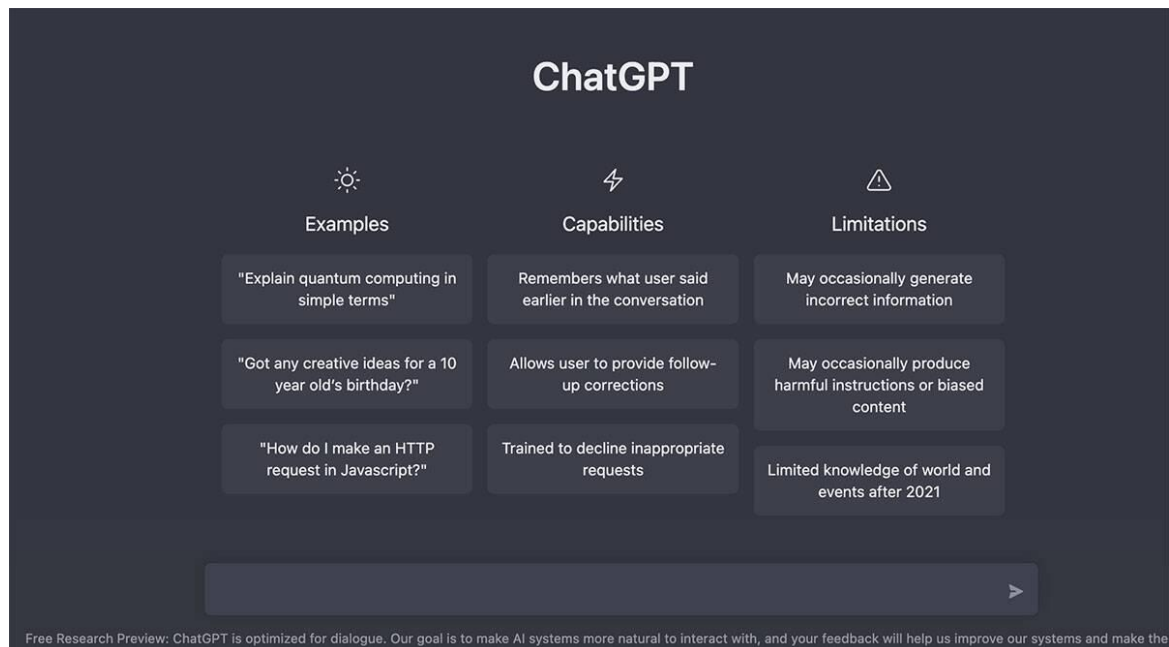 ChatGPT
Examples
"Explain quantum computing in
simple terms"
"Got any creative ideas for a 10
year old's birthday?"
"How do I make an HTTP
request in Javascript?"
Capabilities
Remembers what user said
earlier in the conversation
Allows user to provide follow-
up corrections
Trained to decline inappropriate
requests
Limitations
May occasionally generate
incorrect information
May occasionally produce
harmful instructions or biased
content
Limited knowledge of world and
events after 2021
Free Research Preview: ChatGPT is optimized for dialogue. Our goal is to make AI systems more natural to interact with, and your feedback will help us improve our systems and make the